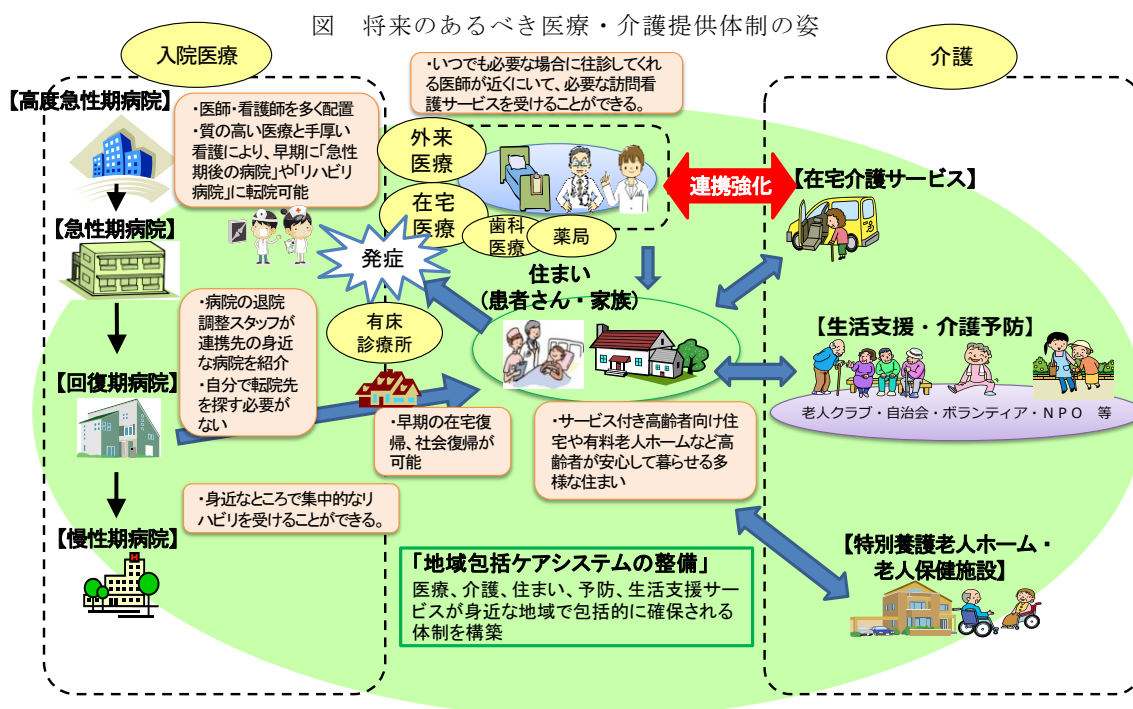 図　将来のあるべき医療・介護提供体制の姿
入院医療
介護
・いつでも必要な場合に往診してくれ
る医師が近くにいて、必要な訪問看
護サービスを受けることができる。
【高度急性期病院】
・医師・看護師を多く配置
・質の高い医療と手厚い
看護により、早期に「急性
期後の病院」や「リハビリ
病院」に転院可能
外来
医療
在宅
医療
歯科
医療
薬局
連携強化
【在宅介護サービス】
【急性期病院】
発症
住まい
(患者さん・家族)
・病院の退院
調整スタッフが
連携先の身近
な病院を紹介
・自分で転院先
を探す必要が
ない
有床
診療所
【生活支援・介護予防】
老人クラブ・自治会・ボランティア・NPO　等
【回復期病院】
・早期の在宅復
帰、社会復帰が
可能
・サービス付き高齢者向け住
宅や有料老人ホームなど高
齢者が安心して暮らせる多
様な住まい
・身近なところで集中的なリ
ハビリを受けることができる。
【慢性期病院】
H
「地域包括ケアシステムの整備」
医療、介護、住まい、予防、生活支援サー
ビスが身近な地域で包括的に確保される
体制を構築
【特別養護老人ホーム・
老人保健施設】